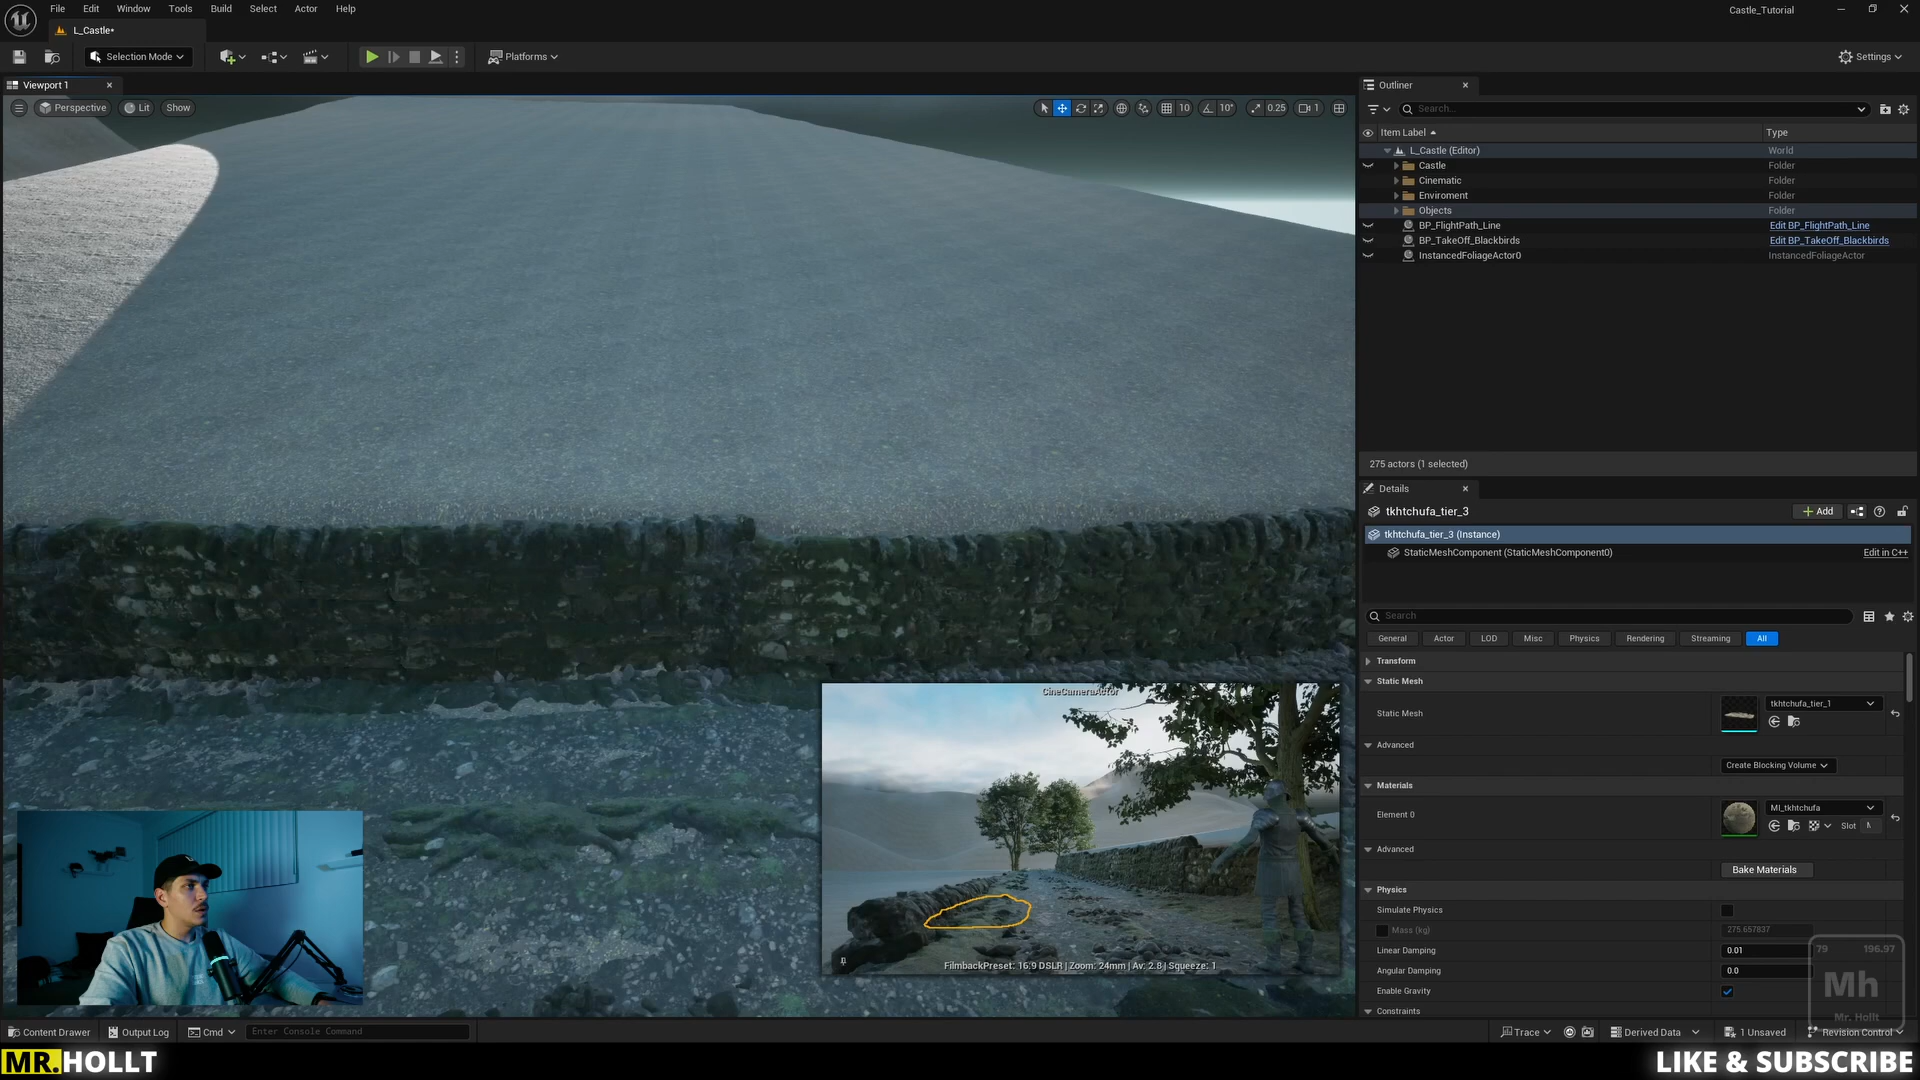 File Edit Window Tools Build Select Actor Help
Castle_Tutorial
L_Castle•
Selection Mode
Platforms
Settings
Viewport 1
Perspective
Lit
Show
10
10°
0.25
1
Outliner
Search...
Item Label
Type
L_Castle (Editor) World
Castle Folder
Cinematic Folder
Enviroment Folder
Objects Folder
BP_FlightPath_Line Edit BP_FlightPath_Line
BP_TakeOff_Blackbirds Edit BP_TakeOff_Blackbirds
InstancedFoliageActor0 InstancedFoliageActor
275 actors (1 selected)
Details
tkhtchufa_tier_3
Add
tkhtchufa_tier_3 (Instance)
StaticMeshComponent (StaticMeshComponent0) Edit in C++
Search
General Actor LOD Misc Physics Rendering Streaming All
Transform
Static Mesh
Static Mesh
tkhtchufa_tier_1
Advanced
Create Blocking Volume
Materials
Element 0
MI_tkhtchufa
Slot
Advanced
Bake Materials
Physics
Simulate Physics
Mass (kg) 275.657837
Linear Damping 0.01
Angular Damping 0.0
Enable Gravity
Constraints
CineCameraActor
FilmbackPreset: 16:9 DSLR | Zoom: 24mm | Av: 2.8 | Squeeze: 1
79 196.97
Mh
Mr. Hollt
Content Drawer
Output Log
Cmd
Enter Console Command
Trace
Derived Data
1 Unsaved
Revision Control
MR.HOLLT
LIKE & SUBSCRIBE